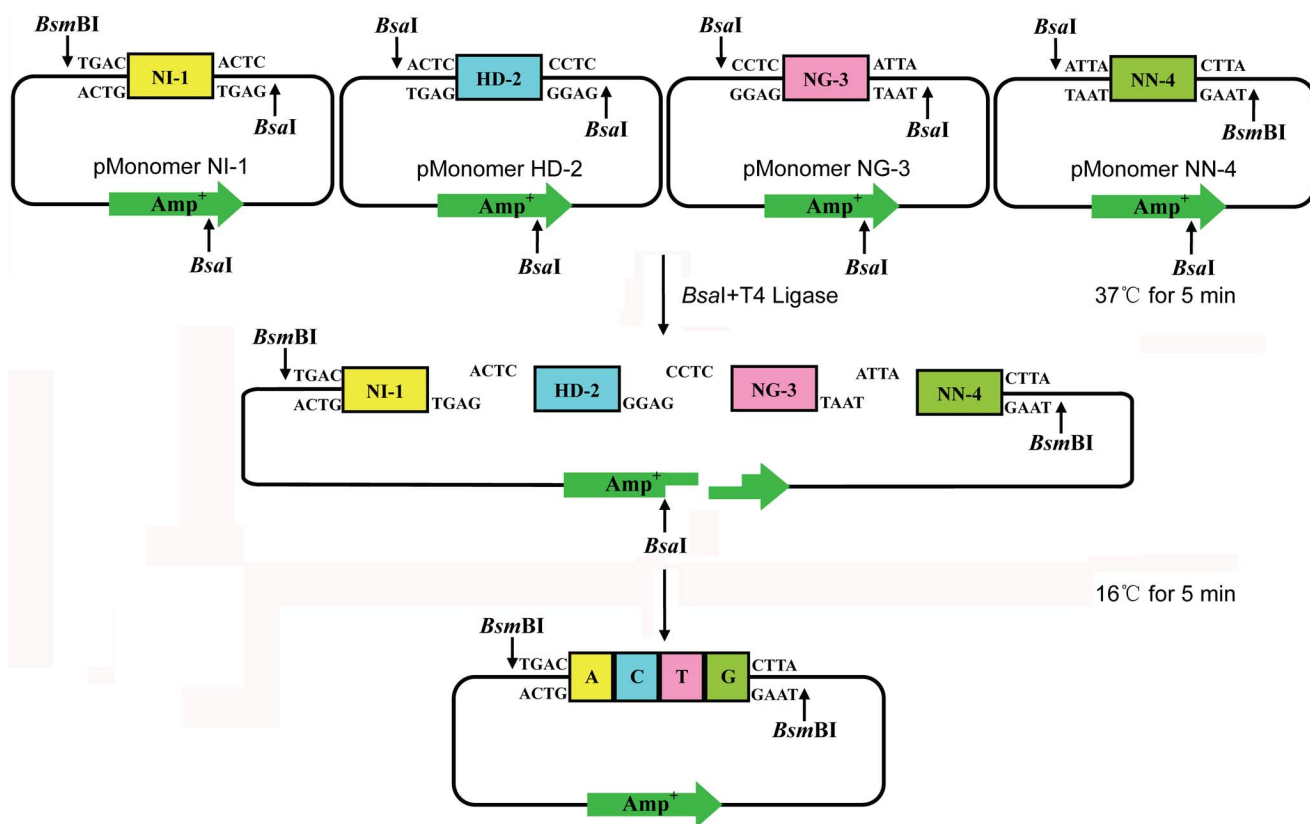 BsmBI
TGAC NI-1 ACTC
ACTG TGAG
BsaI
pMonomer NI-1
Amp+
BsaI
BsaI
ACTC HD-2 CCTC
TGAG GGAG
BsaI
pMonomer HD-2
Amp+
BsaI
BsaI
CCTC NG-3 ATTA
GGAG TAAT
BsaI
pMonomer NG-3
Amp+
BsaI
BsaI
ATTA NN-4 CTTA
TAAT GAAT
BsmBI
pMonomer NN-4
Amp+
BsaI
BsaI+T4 Ligase
37℃ for 5 min
BsmBI
TGAC ACTC CCTC ATTA CTTA
NI-1 HD-2 NG-3 NN-4
ACTG TGAG GGAG TAAT GAAT
BsmBI
Amp+
BsaI
16℃ for 5 min
BsmBI
TGAC A C T G CTTA
ACTG GAAT
BsmBI
Amp+